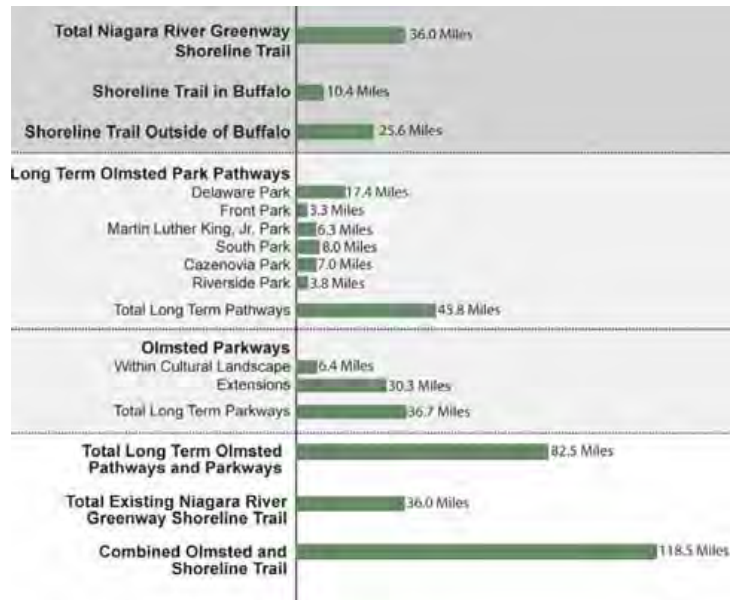 Total Niagara River Greenway 36.0 Miles
Shoreline Trail
Shoreline Trail in Buffalo 10.4 Miles
Shoreline Trail Outside of Buffalo 25.6 Miles
Long Term Olmsted Park Pathways
Delaware Park 17.4 Miles
Front Park 3.3 Miles
Martin Luther King, Jr. Park 6.3 Miles
South Park 8.0 Miles
Cazenovia Park 7.0 Miles
Riverside Park 3.8 Miles
Total Long Term Pathways 45.8 Miles
Olmsted Parkways
Within Cultural Landscape 6.4 Miles
Extensions 30.3 Miles
Total Long Term Parkways 36.7 Miles
Total Long Term Olmsted 82.5 Miles
Pathways and Parkways
Total Existing Niagara River 36.0 Miles
Greenway Shoreline Trail
Combined Olmsted and 118.5 Miles
Shoreline Trail